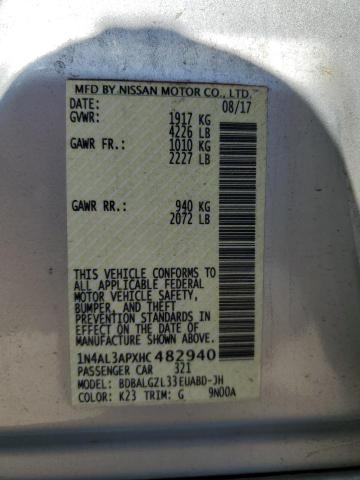 MFD BY NISSAN MOTOR CO., LTD.
DATE: 08/17
GVWR: 1917 KG
4226 LB
GAWR FR.: 1010 KG
2227 LB
GAWR RR.: 940 KG
2072 LB
THIS VEHICLE CONFORMS TO
ALL APPLICABLE FEDERAL
MOTOR VEHICLE SAFETY,
BUMPER, AND THEFT
PREVENTION STANDARDS
IN EFFECT ON THE DATE OF
MANUFACTURE SHOWN ABOVE.
1N4AL3APXHC482940
PASSENGER CAR 321
MODEL: BDBALGZL33EUABD-JH
COLOR: K23 TRIM: G 9N00A